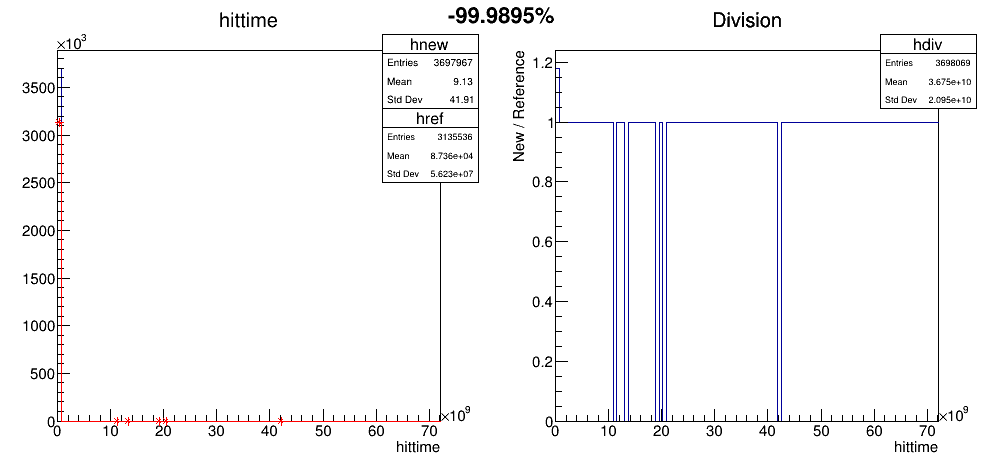 -99.9895%
hittime
×10³
hnew
Entries 3697967
Mean 9.13
Std Dev 41.91
href
Entries 3135536
Mean 8.736e+04
Std Dev 5.623e+07
3500
3000
2500
2000
1500
1000
500
0
0 10 20 30 40 50 60 70
×10⁹
hittime
Division
hdiv
Entries 3698069
Mean 3.675e+10
Std Dev 2.095e+10
New / Reference
1.2
1
0.8
0.6
0.4
0.2
0
0 10 20 30 40 50 60 70
×10⁹
hittime